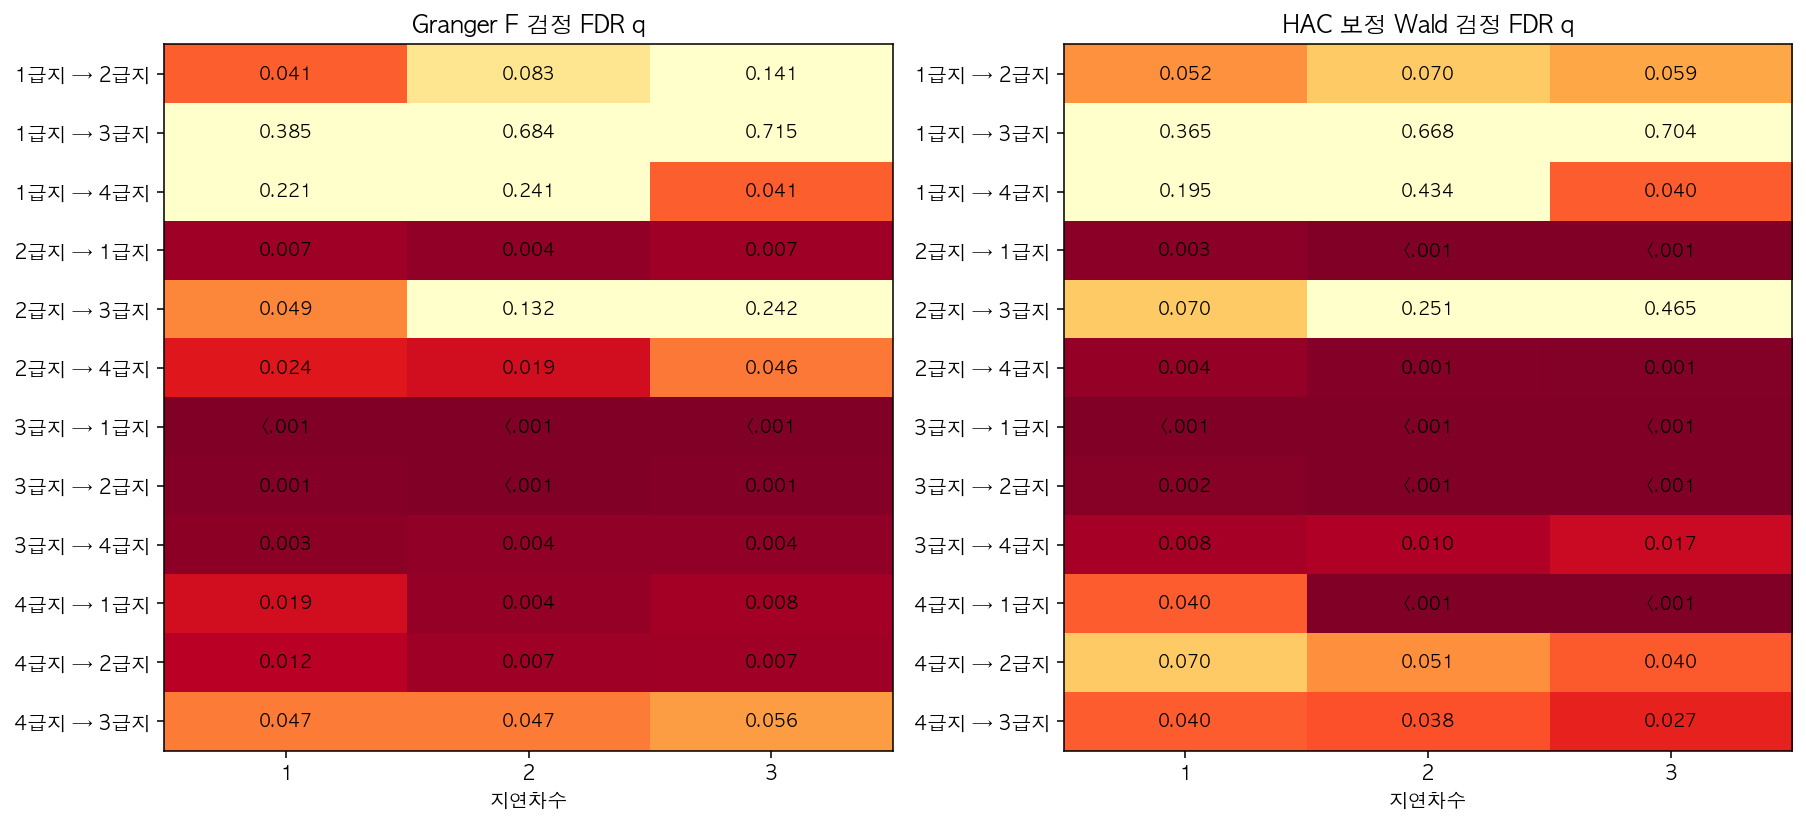 Granger F 검정 FDR q
1급지 → 2급지 0.041 0.083 0.141
1급지 → 3급지 0.385 0.684 0.715
1급지 → 4급지 0.221 0.241 0.041
2급지 → 1급지 0.007 0.004 0.007
2급지 → 3급지 0.049 0.132 0.242
2급지 → 4급지 0.024 0.019 0.046
3급지 → 1급지 <.001 <.001 <.001
3급지 → 2급지 0.001 <.001 0.001
3급지 → 4급지 0.003 0.004 0.004
4급지 → 1급지 0.019 0.004 0.008
4급지 → 2급지 0.012 0.007 0.007
4급지 → 3급지 0.047 0.047 0.056
1 2 3
지연차수
HAC 보정 Wald 검정 FDR q
1급지 → 2급지 0.052 0.070 0.059
1급지 → 3급지 0.365 0.668 0.704
1급지 → 4급지 0.195 0.434 0.040
2급지 → 1급지 0.003 <.001 <.001
2급지 → 3급지 0.070 0.251 0.465
2급지 → 4급지 0.004 0.001 0.001
3급지 → 1급지 <.001 <.001 <.001
3급지 → 2급지 0.002 <.001 <.001
3급지 → 4급지 0.008 0.010 0.017
4급지 → 1급지 0.040 <.001 <.001
4급지 → 2급지 0.070 0.051 0.040
4급지 → 3급지 0.040 0.038 0.027
1 2 3
지연차수